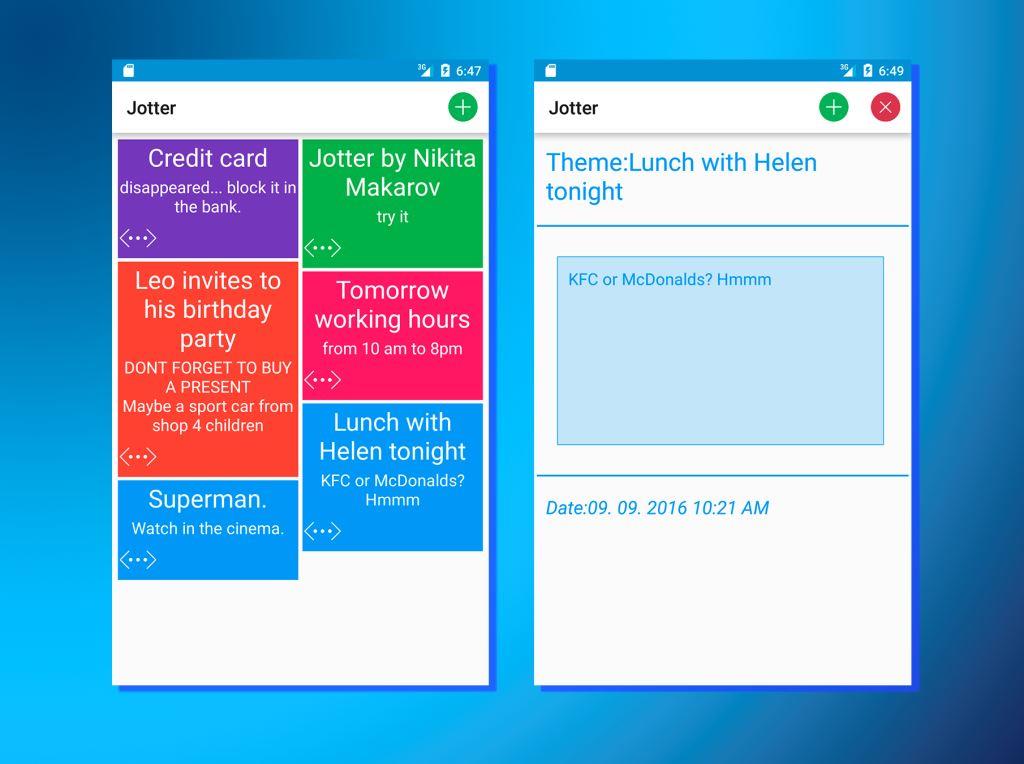 3G 6:47
Jotter
Credit card
disappeared... block it in
the bank.
Leo invites to
his birthday
party
DONT FORGET TO BUY
A PRESENT
Maybe a sport car from
shop 4 children
Superman.
Watch in the cinema.
Jotter by Nikita
Makarov
try it
Tomorrow
working hours
from 10 am to 8pm
Lunch with
Helen tonight
KFC or McDonalds?
Hmmm
3G 6:49
Jotter
Theme:Lunch with Helen
tonight
KFC or McDonalds? Hmmm
Date:09. 09. 2016 10:21 AM